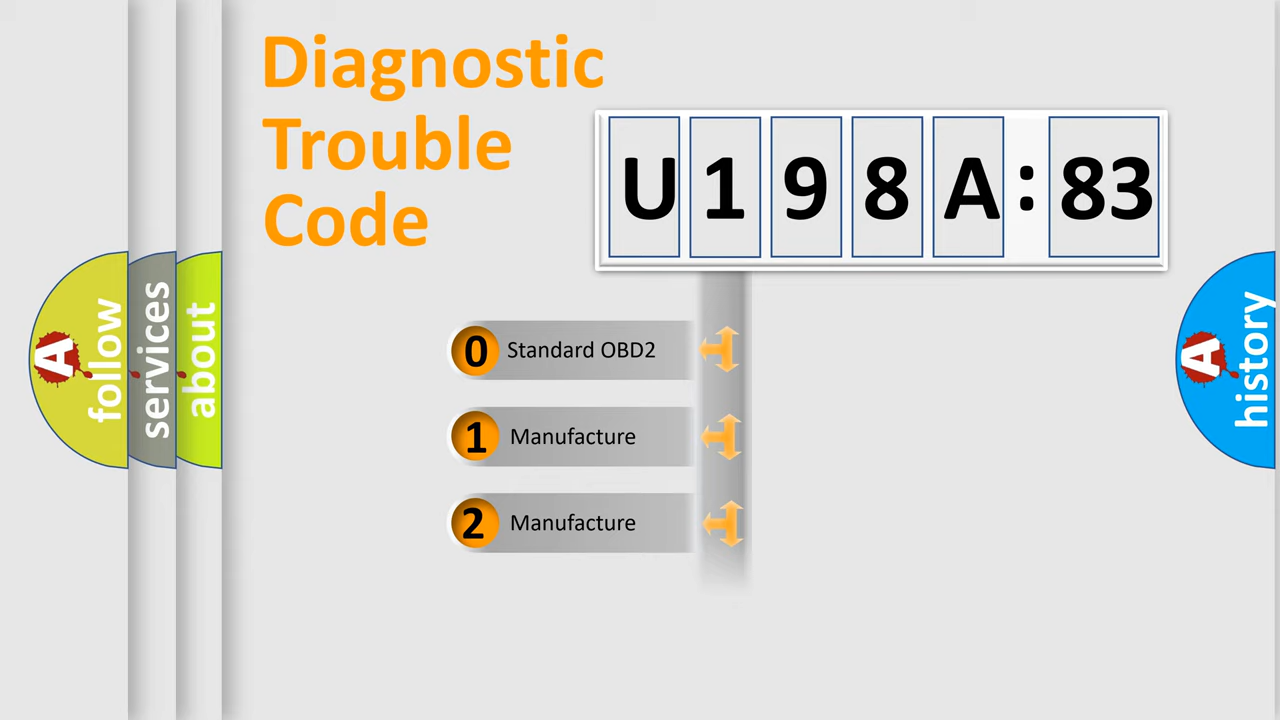 Diagnostic
Trouble
Code
U198A:83
0 Standard OBD2
1 Manufacture
2 Manufacture
A follow
services
about
A history